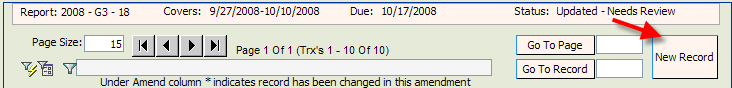 Report: 2008 - G3 - 18 Covers: 9/27/2008-10/10/2008 Due: 10/17/2008 Status: Updated - Needs Review
Page Size: 15 Page 1 Of 1 (Trx's 1 - 10 Of 10) Go To Page New Record
Go To Record
Under Amend column * indicates record has been changed in this amendment